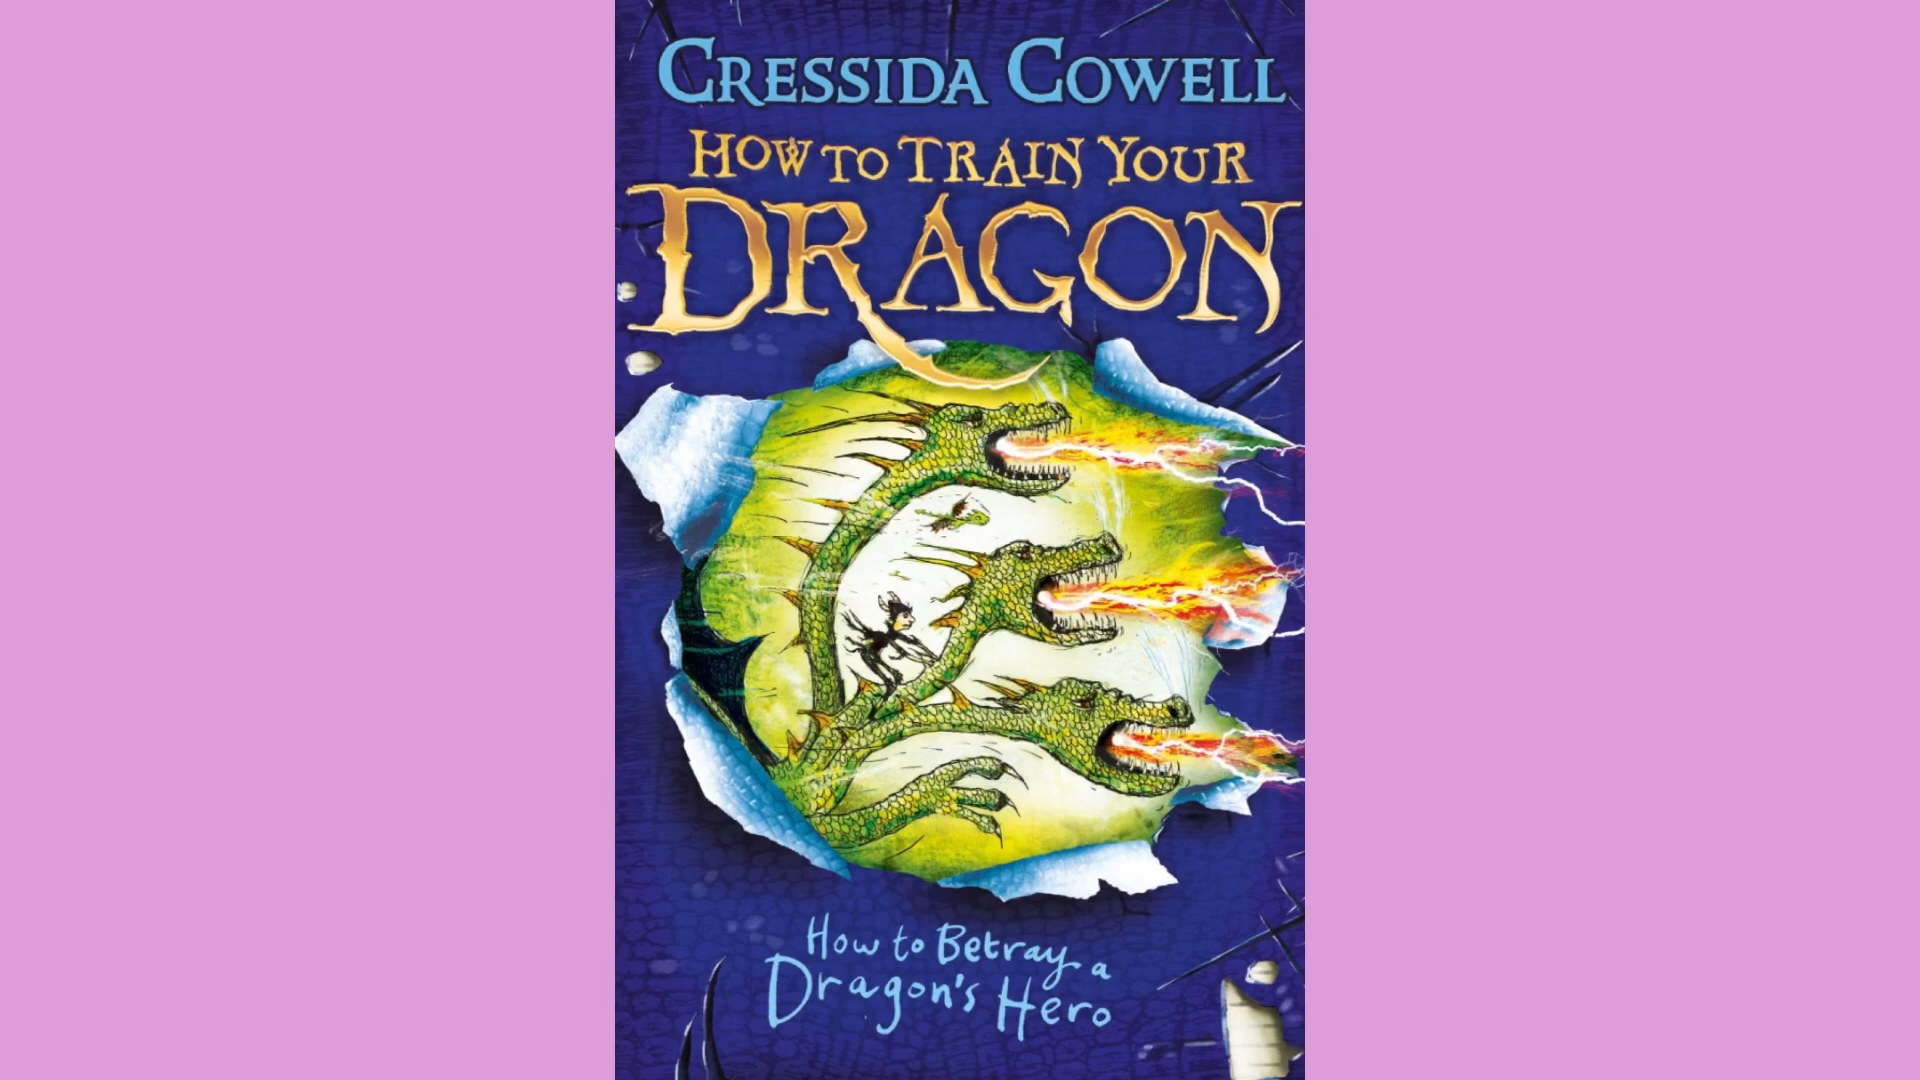 CRESSIDA COWELL
HOW TO TRAIN YOUR
DRAGON
How to Betray a
Dragon's Hero